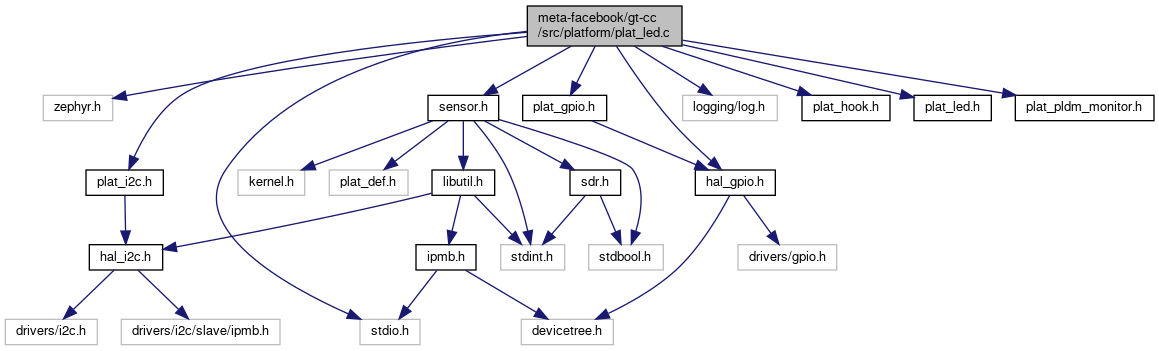 meta-facebook/gt-cc
/src/platform/plat_led.c
zephyr.h
sensor.h
plat_gpio.h
logging/log.h
plat_hook.h
plat_led.h
plat_pldm_monitor.h
plat_i2c.h
kernel.h
plat_def.h
libutil.h
sdr.h
hal_gpio.h
hal_i2c.h
ipmb.h
stdint.h
stdbool.h
drivers/gpio.h
drivers/i2c.h
drivers/i2c/slave/ipmb.h
stdio.h
devicetree.h